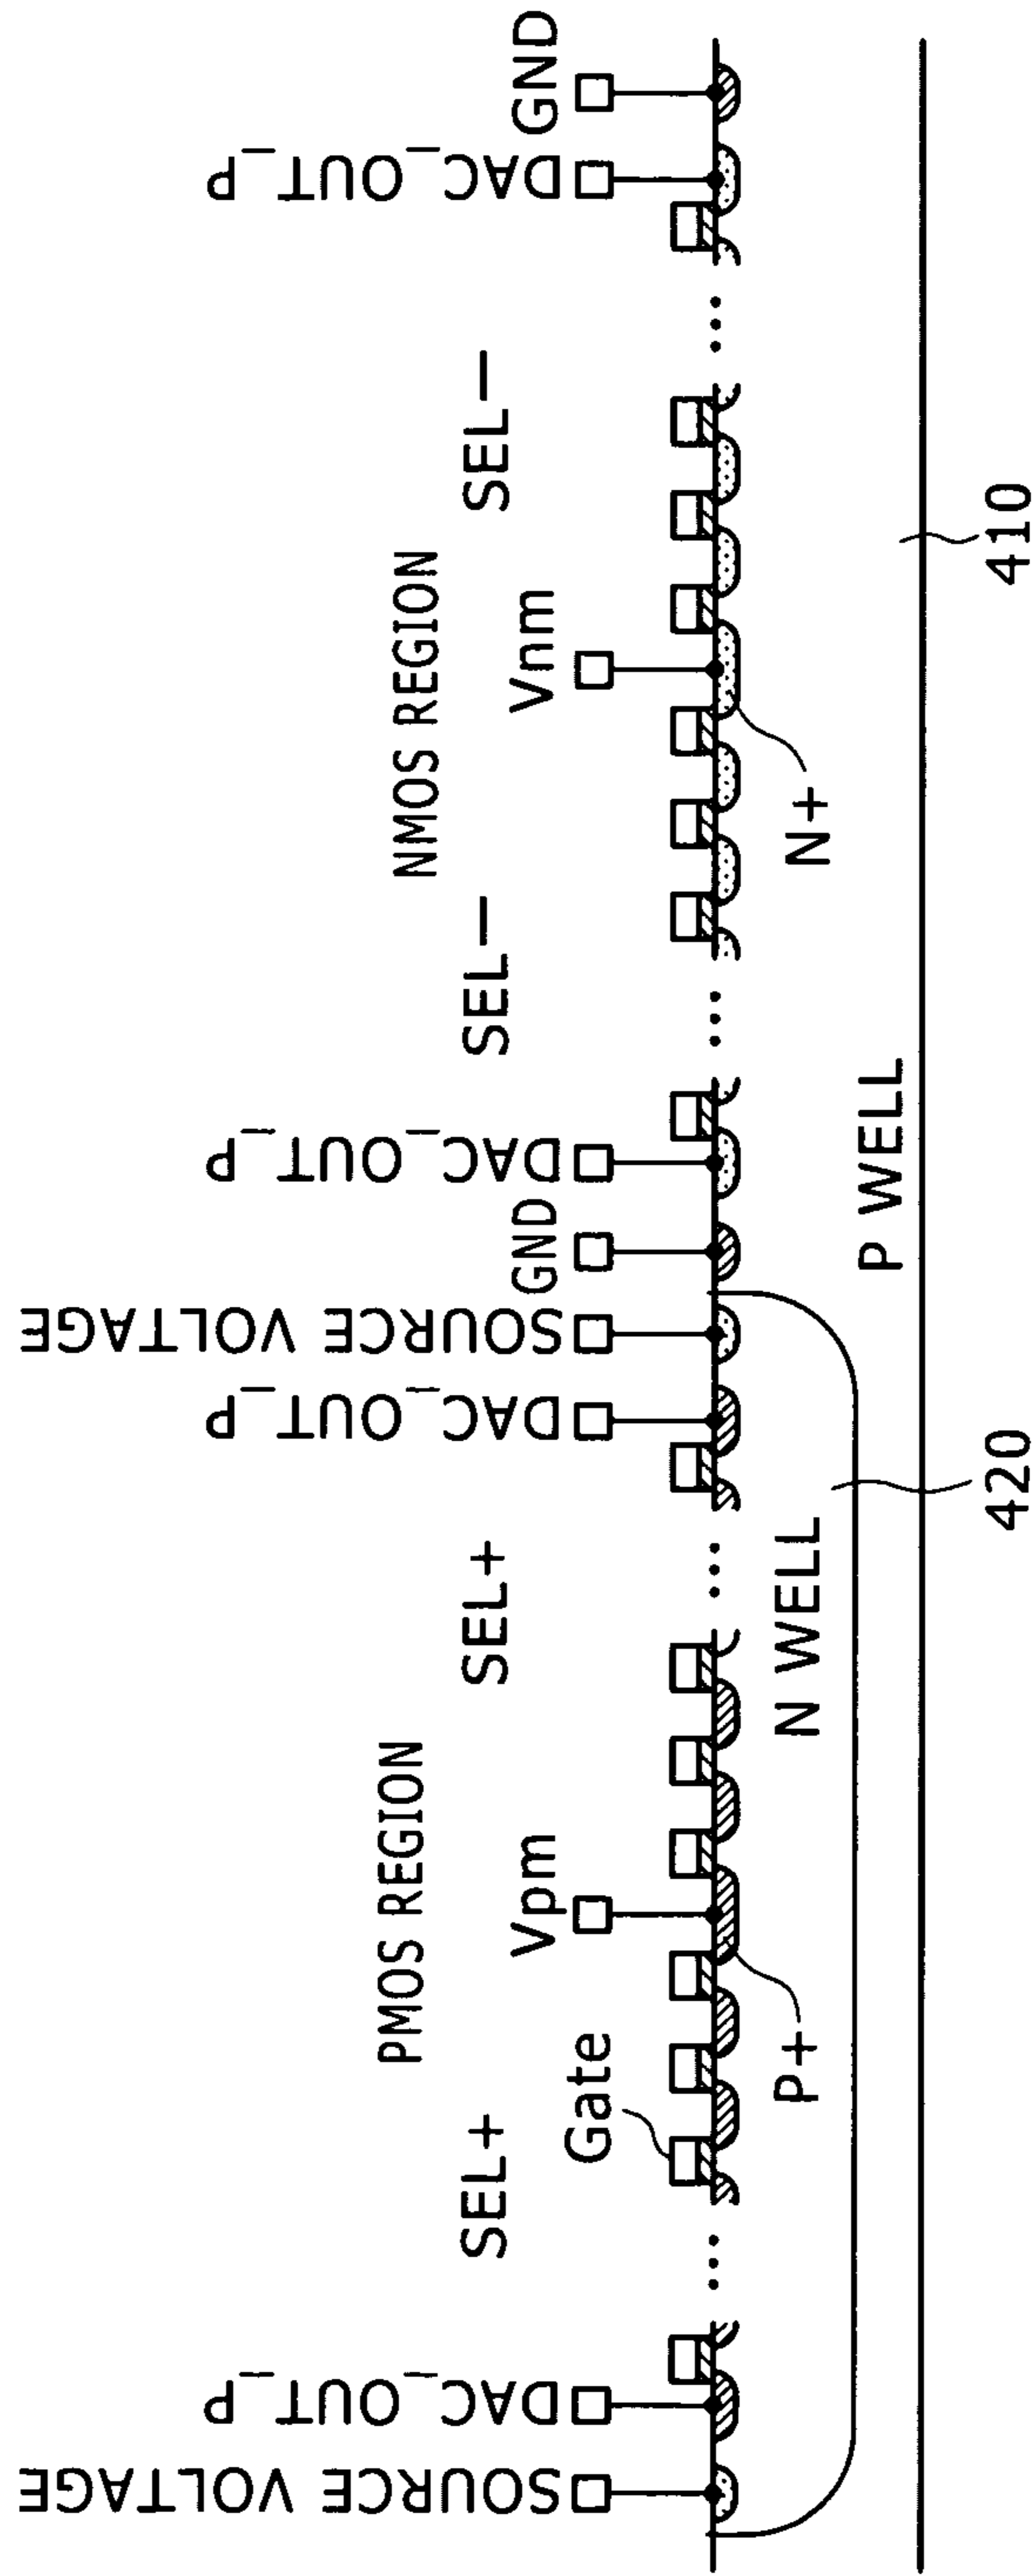 PMOS REGION
NMOS REGION
SOURCE VOLTAGE
DAC_OUT_P
SEL+
Gate
Vpm
SEL+
DAC_OUT_P
SOURCE VOLTAGE
GND
DAC_OUT_P
SEL−
Vnm
SEL−
DAC_OUT_P
GND
P+
N WELL
N+
P WELL
420
410